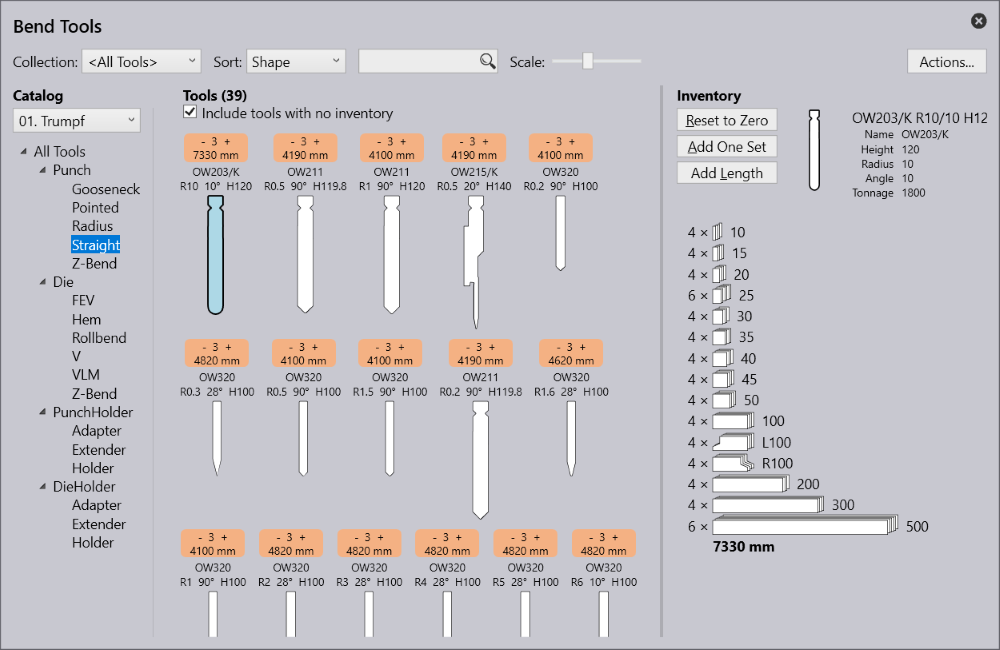 Bend Tools
Collection: <All Tools> Sort: Shape Scale: Actions...
Catalog
01. Trumpf
All Tools
Punch
Gooseneck
Pointed
Radius
Straight
Z-Bend
Die
FEV
Hem
Rollbend
V
VLM
Z-Bend
PunchHolder
Adapter
Extender
Holder
DieHolder
Adapter
Extender
Holder
Tools (39)
Include tools with no inventory
- 3 + - 3 + - 3 + - 3 + - 3 +
7330 mm 4190 mm 4100 mm 4190 mm 4100 mm
OW203/K OW211 OW211 OW215/K OW320
R10 10° H120 R0.5 90° H119.8 R1 90° H120 R0.5 20° H140 R0.2 90° H100
- 3 + - 3 + - 3 + - 3 + - 3 +
4820 mm 4100 mm 4100 mm 4190 mm 4620 mm
OW320 OW320 OW320 OW211 OW320
R0.3 28° H100 R0.5 90° H100 R1.5 90° H100 R0.2 90° H119.8 R1.6 28° H100
- 3 + - 3 + - 3 + - 3 + - 3 + - 3 +
4100 mm 4820 mm 4820 mm 4820 mm 4820 mm 4820 mm
OW320 OW320 OW320 OW320 OW320 OW320
R1 90° H100 R2 28° H100 R3 28° H100 R4 28° H100 R5 28° H100 R6 10° H100
Inventory
Reset to Zero
Add One Set
Add Length
OW203/K R10/10 H12
Name OW203/K
Height 120
Radius 10
Angle 10
Tonnage 1800
4 × 10
4 × 15
4 × 20
6 × 25
4 × 30
4 × 35
4 × 40
4 × 45
4 × 50
4 × 100
4 × L100
4 × R100
4 × 200
4 × 300
6 × 500
7330 mm